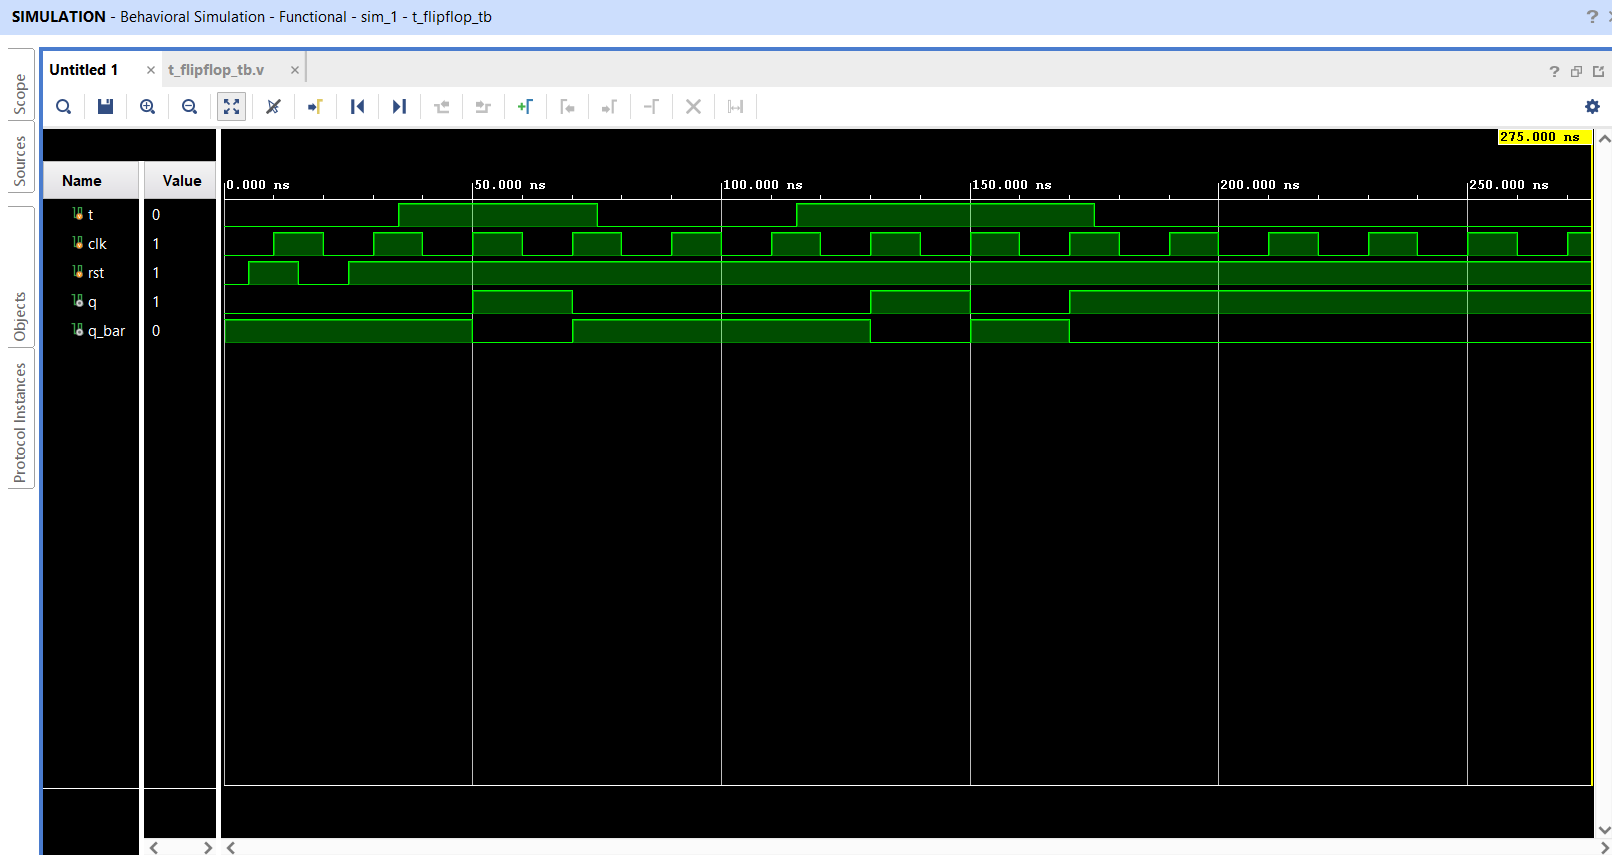 SIMULATION - Behavioral Simulation - Functional - sim_1 - t_flipflop_tb ?
Scope
Sources
Objects
Protocol Instances
Untitled 1 × t_flipflop_tb.v × ?
275.000 ns
Name Value
0.000 ns 50.000 ns 100.000 ns 150.000 ns 200.000 ns 250.000 ns
t 0
clk 1
rst 1
q 1
q_bar 0